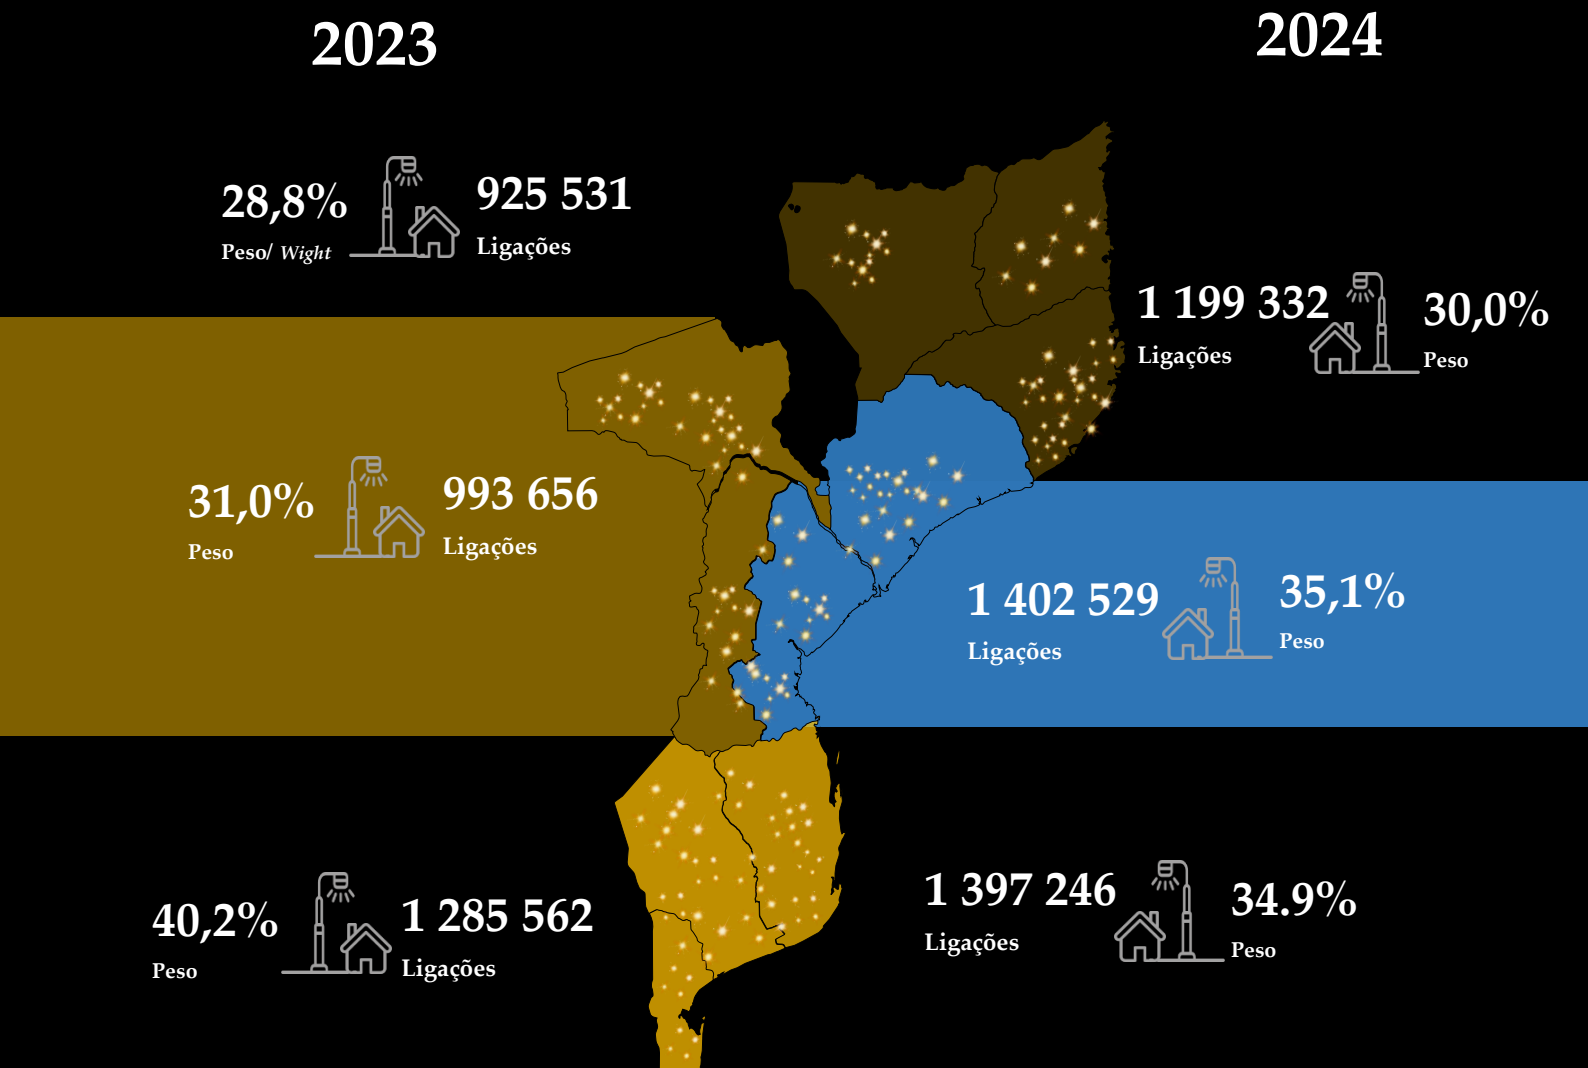 2023
2024
28,8%
Peso/ Wight
925 531
Ligações
1 199 332
Ligações
30,0%
Peso
31,0%
Peso
993 656
Ligações
1 402 529
Ligações
35,1%
Peso
40,2%
Peso
1 285 562
Ligações
1 397 246
Ligações
34.9%
Peso